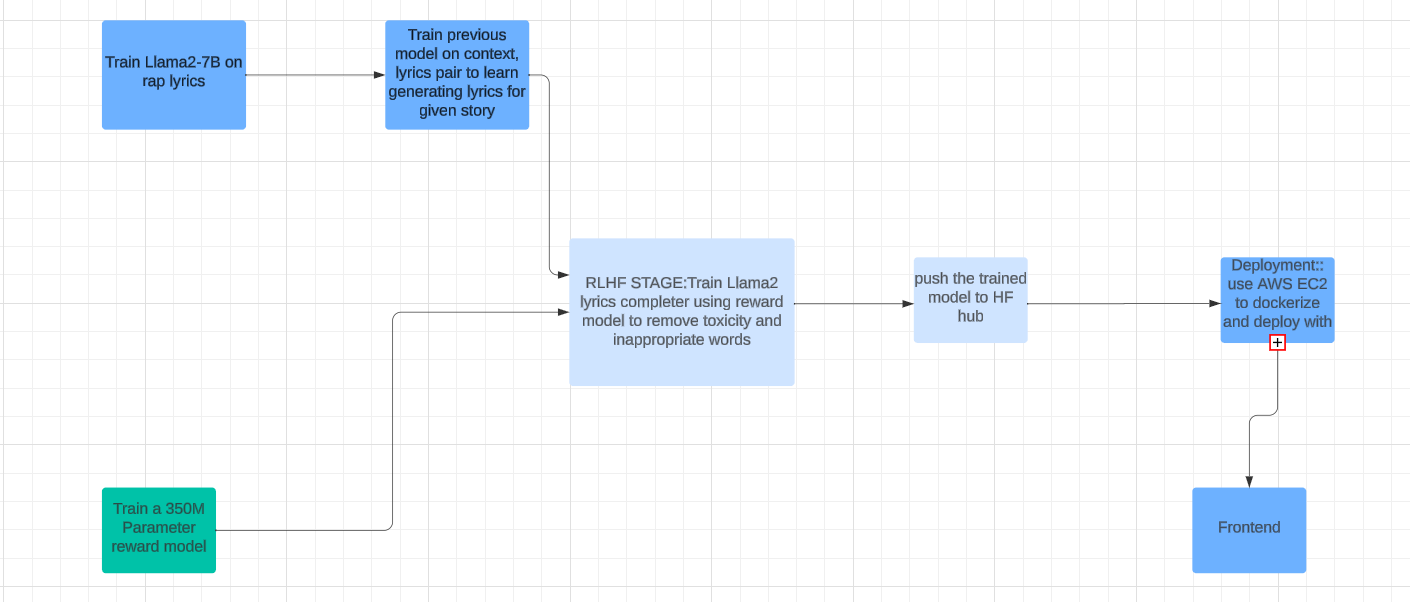 Train Llama2-7B on
rap lyrics
Train previous
model on context,
lyrics pair to learn
generating lyrics for
given story
RLHF STAGE:Train Llama2
lyrics completer using reward
model to remove toxicity and
inappropriate words
push the trained
model to HF
hub
Deployment::
use AWS EC2
to dockerize
and deploy with
Train a 350M
Parameter
reward model
Frontend